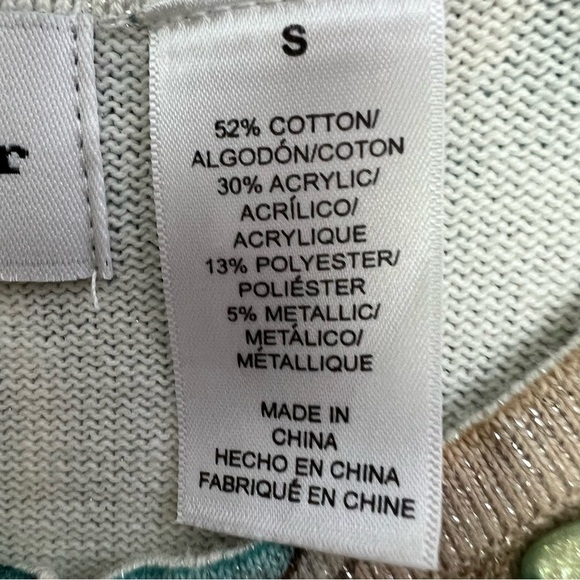 S
52% COTTON/
ALGODÓN/COTON
30% ACRYLIC/
ACRÍLICO/
ACRYLIQUE
13% POLYESTER/
POLIÉSTER
5% METALLIC/
METÁLICO/
MÉTALLIQUE
MADE IN
CHINA
HECHO EN CHINA
FABRIQUÉ EN CHINE
r